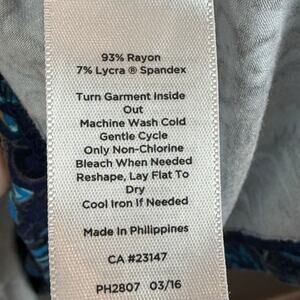 93% Rayon
7% Lycra ® Spandex
Turn Garment Inside
Out
Machine Wash Cold
Gentle Cycle
Only Non-Chlorine
Bleach When Needed
Reshape, Lay Flat To
Dry
Cool Iron If Needed
Made In Philippines
CA #23147
PH2807 03/16